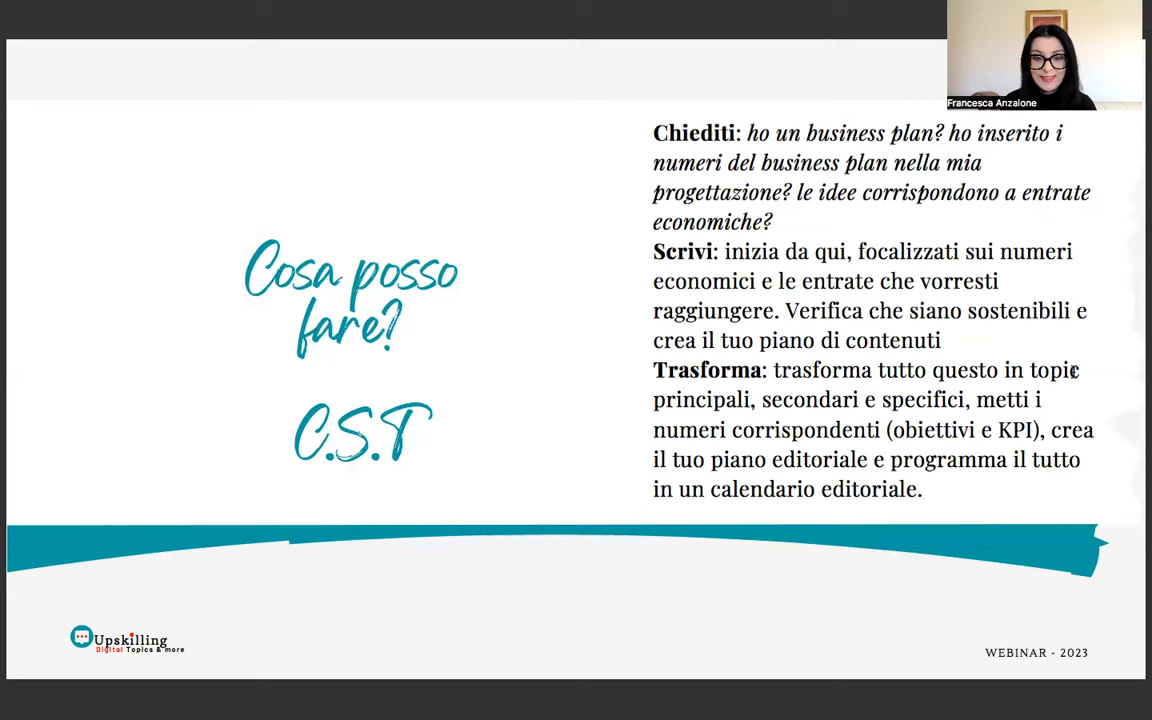 Francesca Anzalone
Chiediti: ho un business plan? ho inserito i
numeri del business plan nella mia
progettazione? le idee corrispondono a entrate
economiche?
Scrivi: inizia da qui, focalizzati sui numeri
economici e le entrate che vorresti
raggiungere. Verifica che siano sostenibili e
crea il tuo piano di contenuti
Trasforma: trasforma tutto questo in topic
principali, secondari e specifici, metti i
numeri corrispondenti (obiettivi e KPI), crea
il tuo piano editoriale e programma il tutto
in un calendario editoriale.
Cosa posso
fare?
C.S.T
Upskilling
Digital Topics & more
WEBINAR - 2023